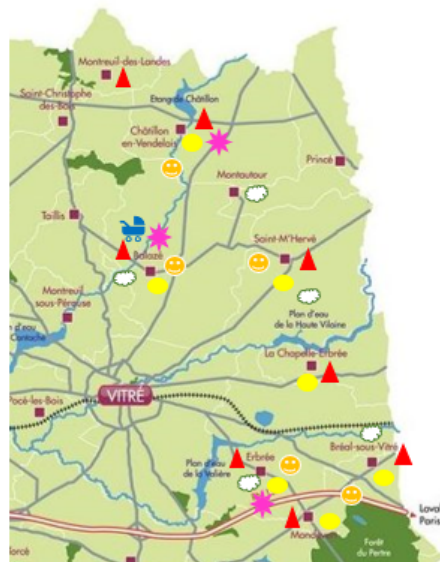 Montreuil-des-Landes
Saint-Christophe
des-Bois
Etang de Châtillon
Châtillon
en-Vendelais
Princé
Montautour
Taillis
Balazé
Saint-M'Hervé
Montreuil
sous-Pérouse
Plan d'eau
de la Haute Vilaine
n d'eau
Cantache
La Chapelle-Erbrée
VITRÉ
Pocé-les-Bois
Bréal-sous-Vitré
Erbrée
Plan d'eau
de la Valière
Laval
Paris
Forêt
du Pertre